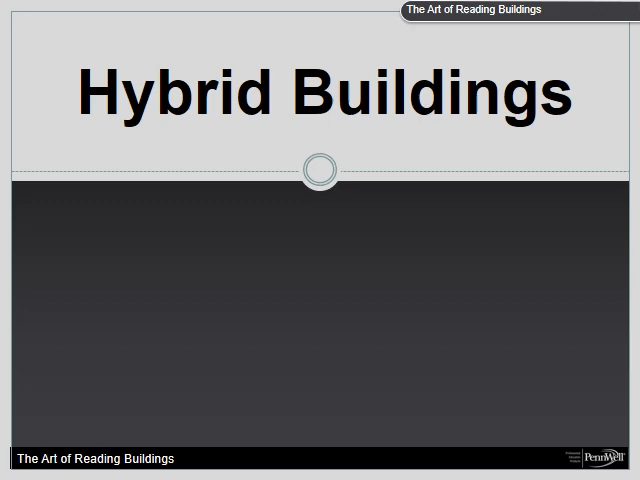 The Art of Reading Buildings
Hybrid Buildings
The Art of Reading Buildings
PennWell